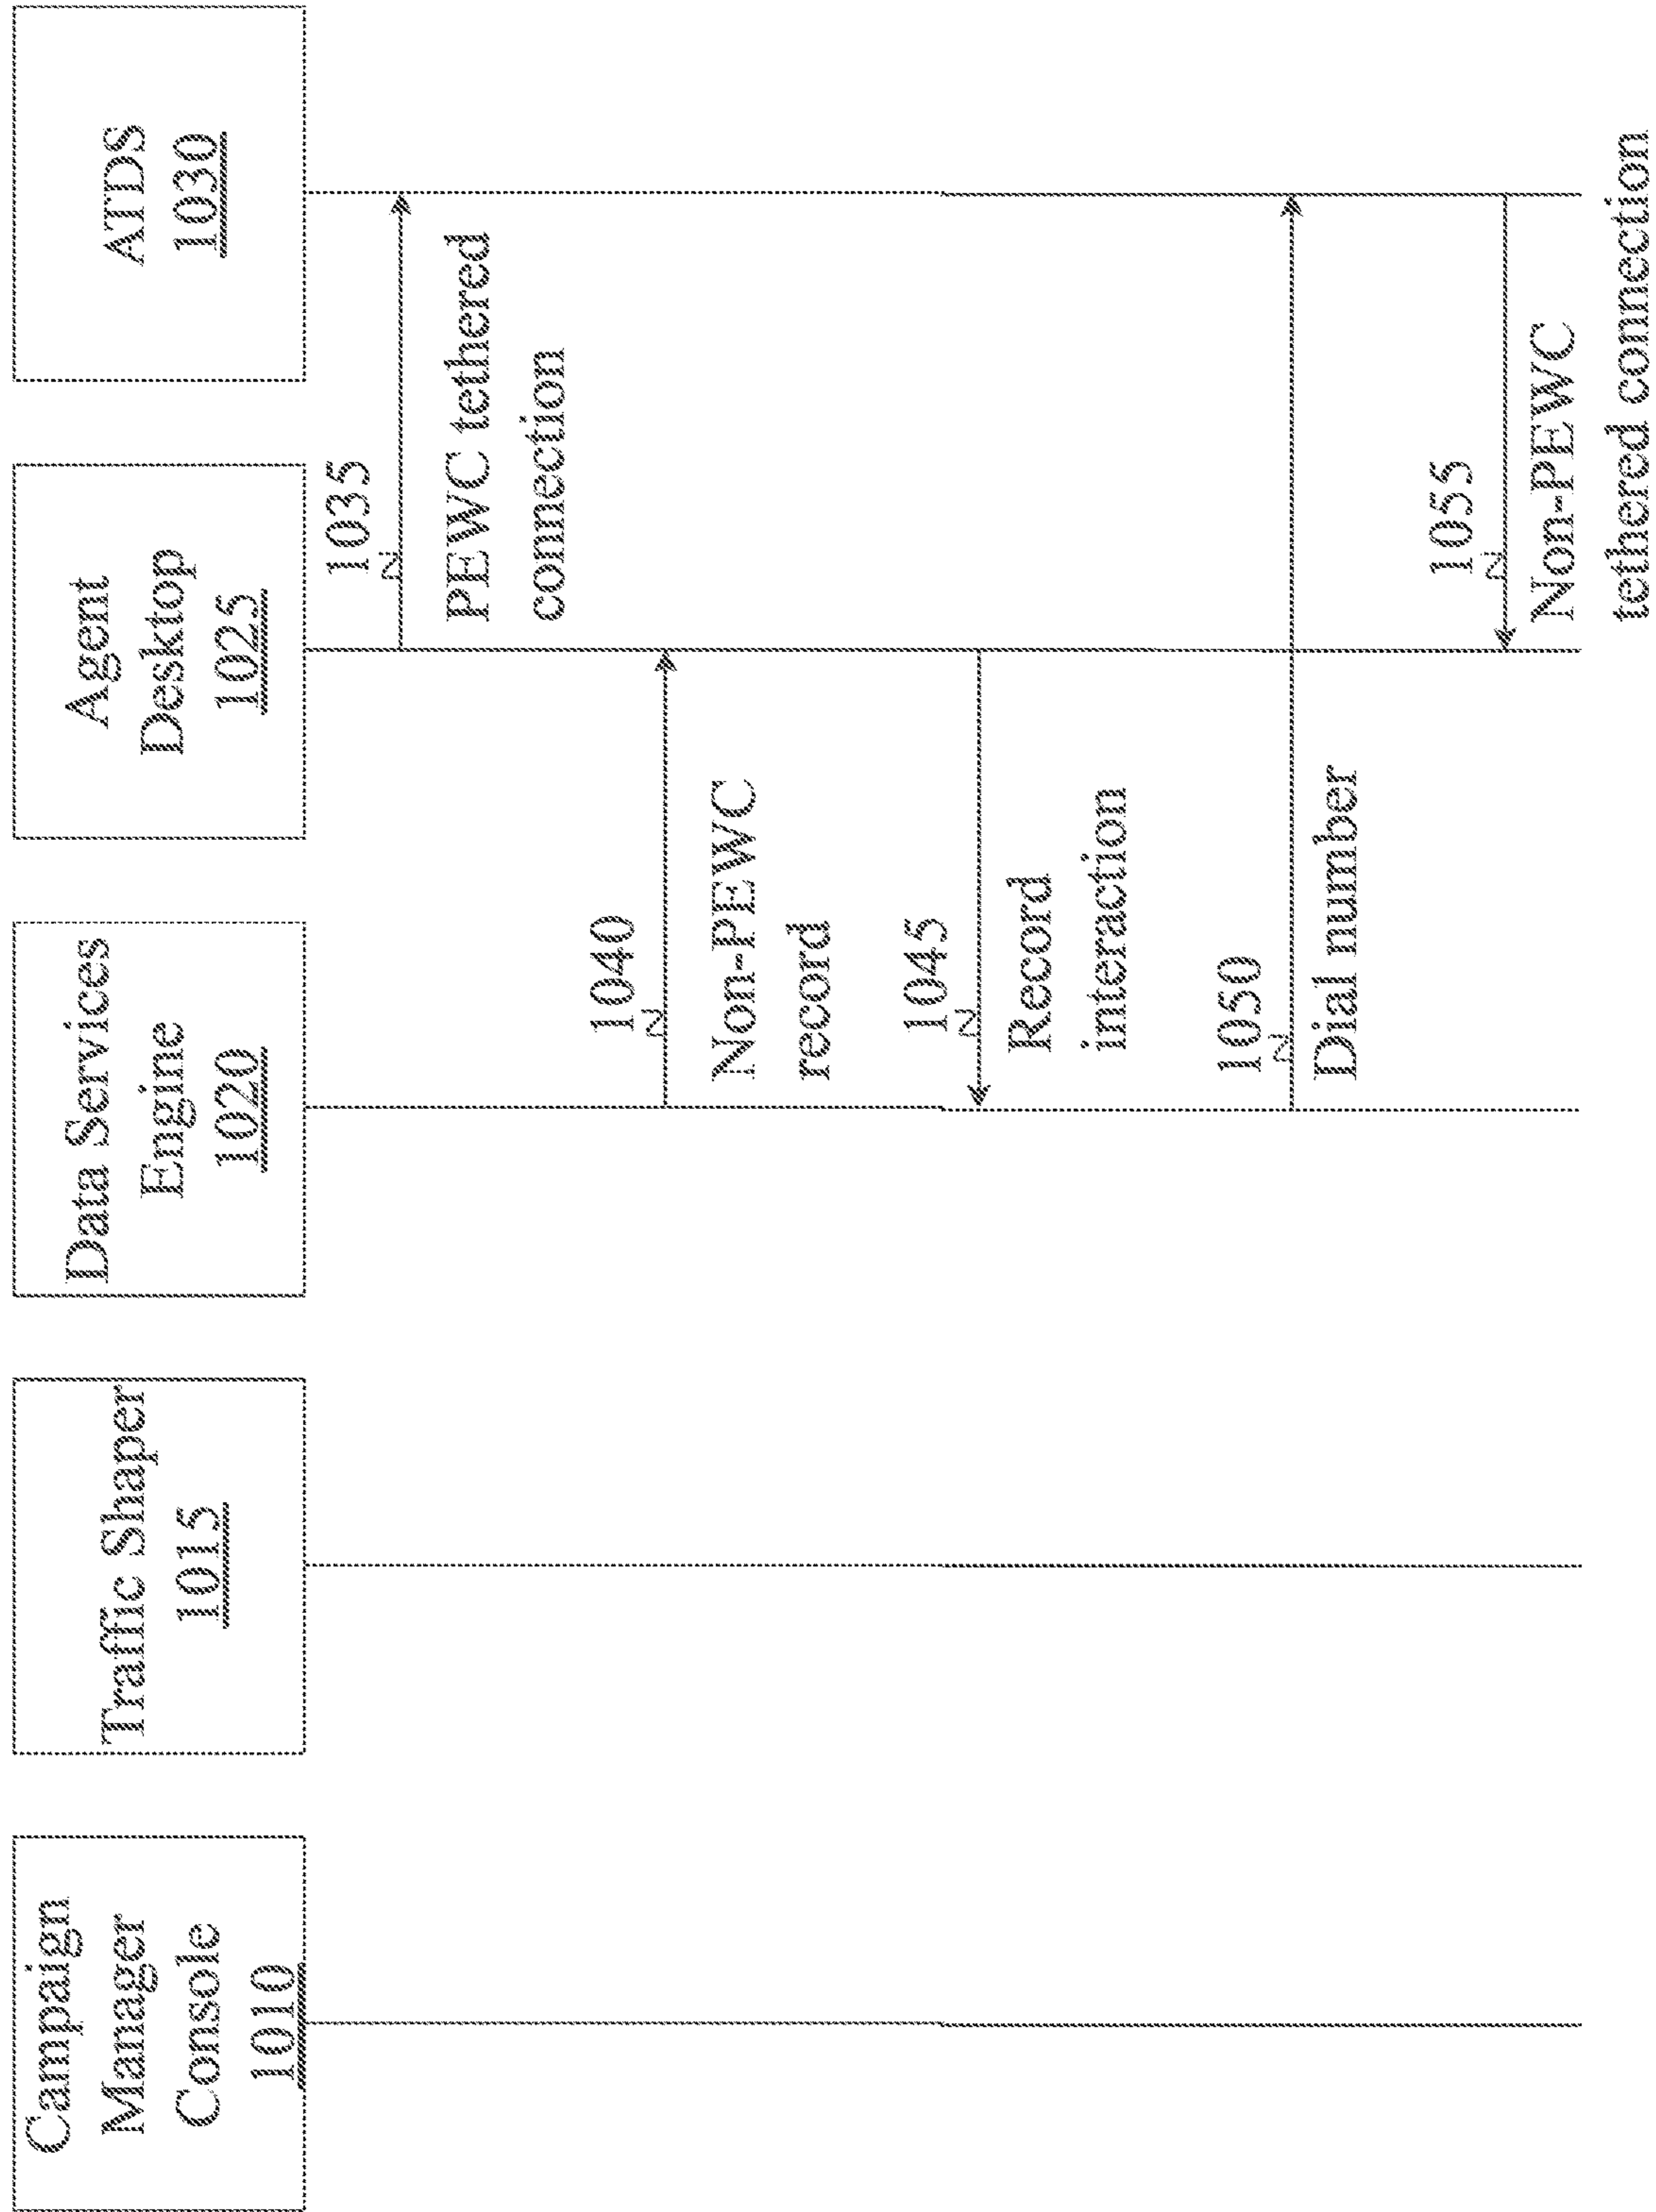 Campaign
Manager
Console
1010
Traffic Shaper
1015
Data Services
Engine
1020
Agent
Desktop
1025
ATDS
1030
1035
PEWC tethered
connection
1040
Non-PEWC
record
1045
Record
interaction
1050
Dial number
1055
Non-PEWC
tethered connection